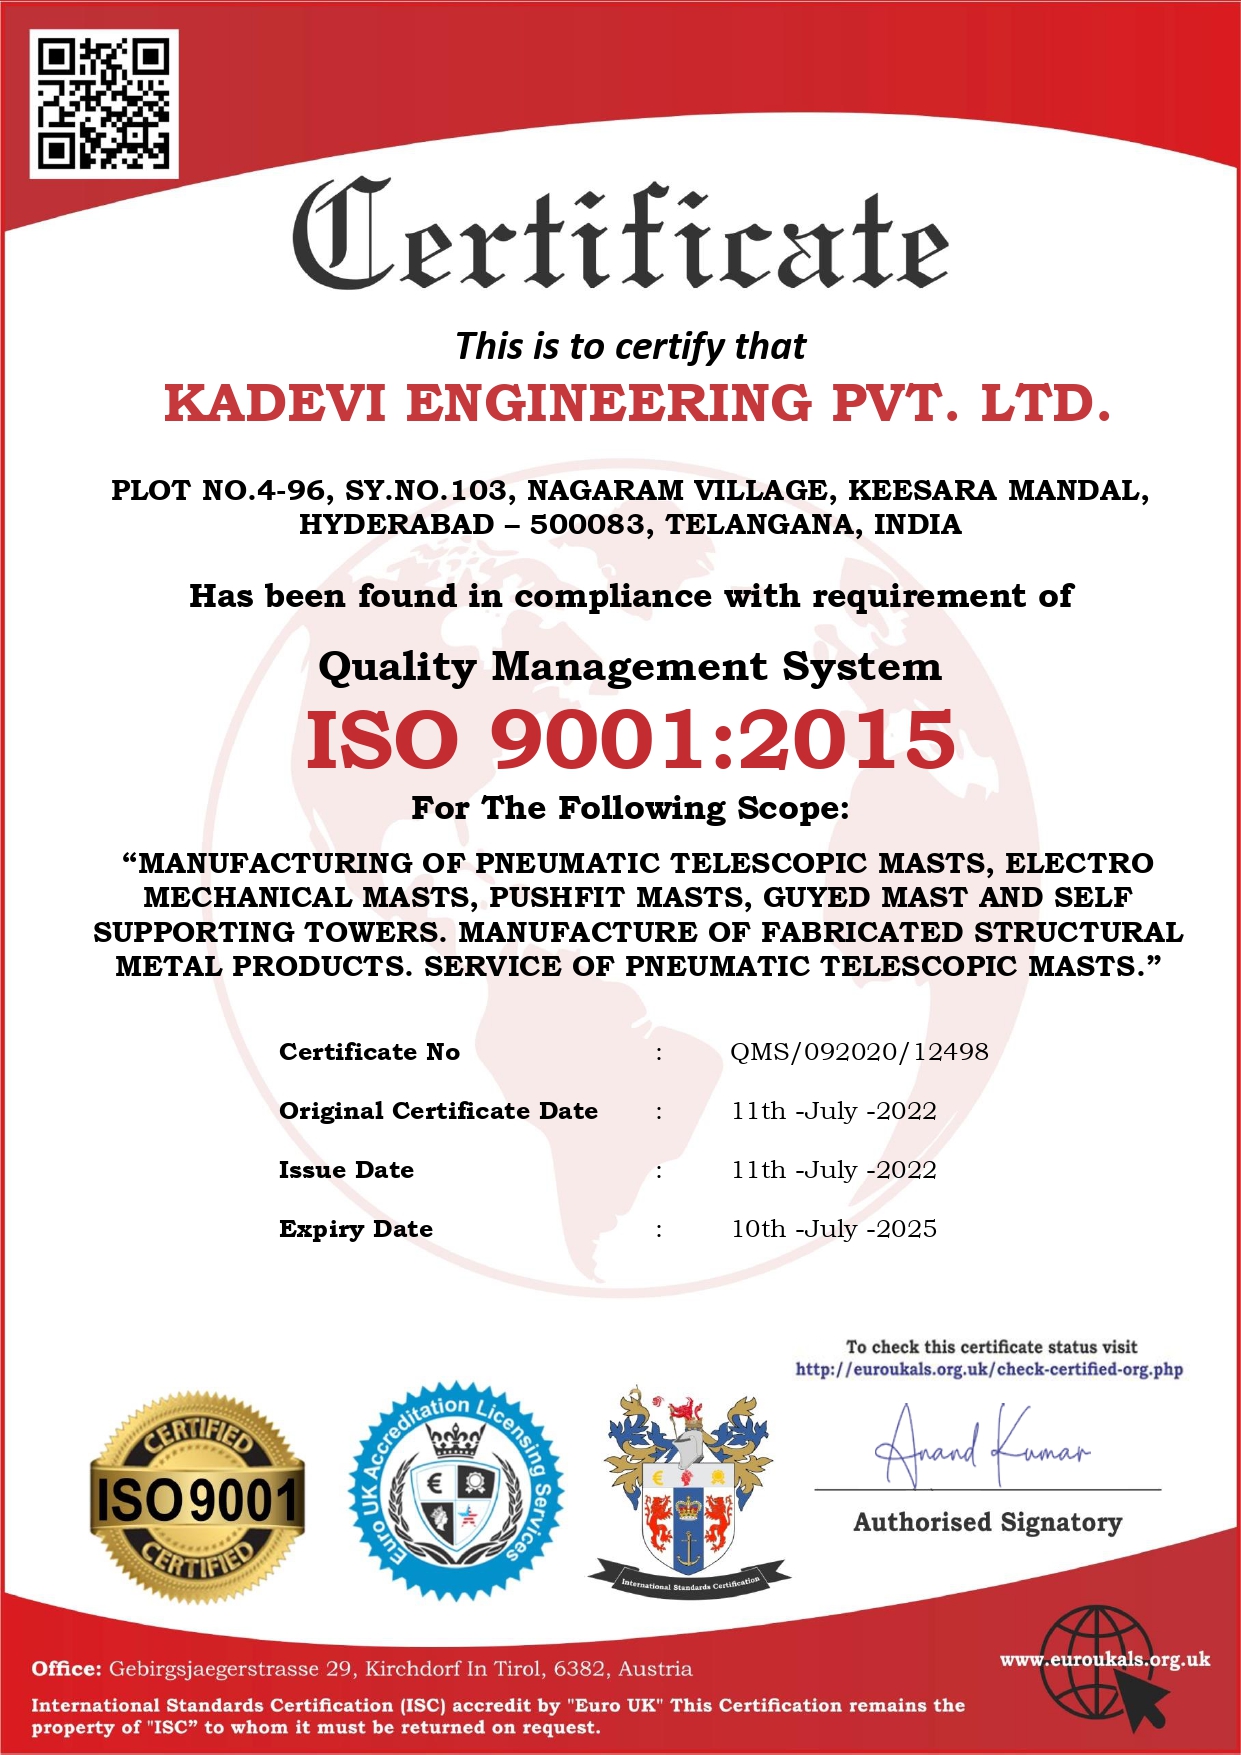 Certificate
This is to certify that
KADEVI ENGINEERING PVT. LTD.
PLOT NO.4-96, SY.NO.103, NAGARAM VILLAGE, KEESARA MANDAL,
HYDERABAD – 500083, TELANGANA, INDIA
Has been found in compliance with requirement of
Quality Management System
ISO 9001:2015
For The Following Scope:
“MANUFACTURING OF PNEUMATIC TELESCOPIC MASTS, ELECTRO
MECHANICAL MASTS, PUSHFIT MASTS, GUYED MAST AND SELF
SUPPORTING TOWERS. MANUFACTURE OF FABRICATED STRUCTURAL
METAL PRODUCTS. SERVICE OF PNEUMATIC TELESCOPIC MASTS.”
Certificate No : QMS/092020/12498
Original Certificate Date : 11th -July -2022
Issue Date : 11th -July -2022
Expiry Date : 10th -July -2025
To check this certificate status visit
http://euroukals.org.uk/check-certified-org.php
CERTIFIED
ISO 9001
CERTIFIED
Euro UK Accreditation Licensing Services
€
€
International Standards Certification
Anand Kumar
Authorised Signatory
Office: Gebirgsjaegerstrasse 29, Kirchdorf In Tirol, 6382, Austria
www.euroukals.org.uk
International Standards Certification (ISC) accredit by "Euro UK" This Certification remains the
property of "ISC” to whom it must be returned on request.